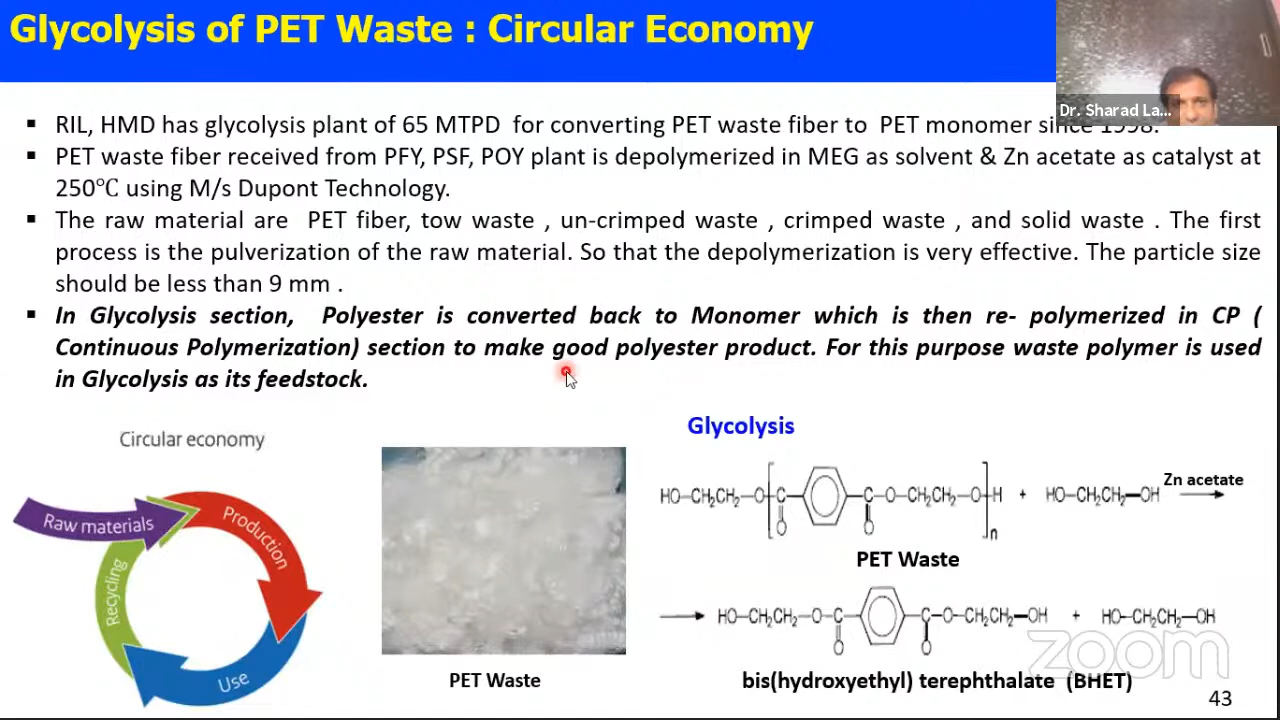 Glycolysis of PET Waste : Circular Economy
Dr. Sharad La...
▪ RIL, HMD has glycolysis plant of 65 MTPD for converting PET waste fiber to PET monomer since 1998.
▪ PET waste fiber received from PFY, PSF, POY plant is depolymerized in MEG as solvent & Zn acetate as catalyst at
250℃ using M/s Dupont Technology.
▪ The raw material are PET fiber, tow waste , un-crimped waste , crimped waste , and solid waste . The first
process is the pulverization of the raw material. So that the depolymerization is very effective. The particle size
should be less than 9 mm .
▪ In Glycolysis section, Polyester is converted back to Monomer which is then re- polymerized in CP (
Continuous Polymerization) section to make good polyester product. For this purpose waste polymer is used
in Glycolysis as its feedstock.
Circular economy
Raw materials
Production
Recycling
Use
PET Waste
Glycolysis
HO-CH₂CH₂-O[C C-O-CH₂CH₂-O]H + HO-CH₂CH₂-OH Zn acetate
O O n
PET Waste
HO-CH₂CH₂-O-C C-O-CH₂CH₂-OH + HO-CH₂CH₂-OH
O O
bis(hydroxyethyl) terephthalate (BHET)
zoom
43